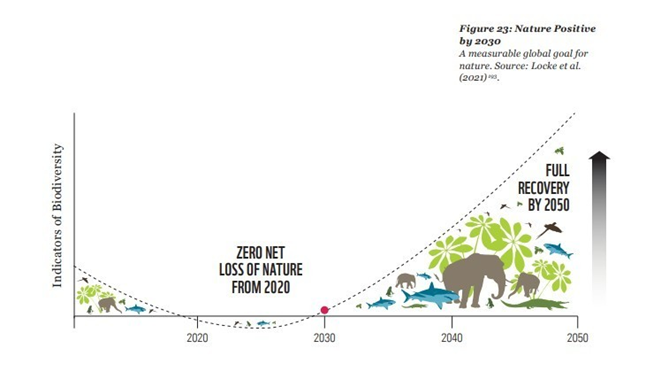 Figure 23: Nature Positive
by 2030
A measurable global goal for
nature. Source: Locke et al.
(2021)
Indicators of Biodiversity
ZERO NET
LOSS OF NATURE
FROM 2020
FULL
RECOVERY
BY 2050
2020
2030
2040
2050